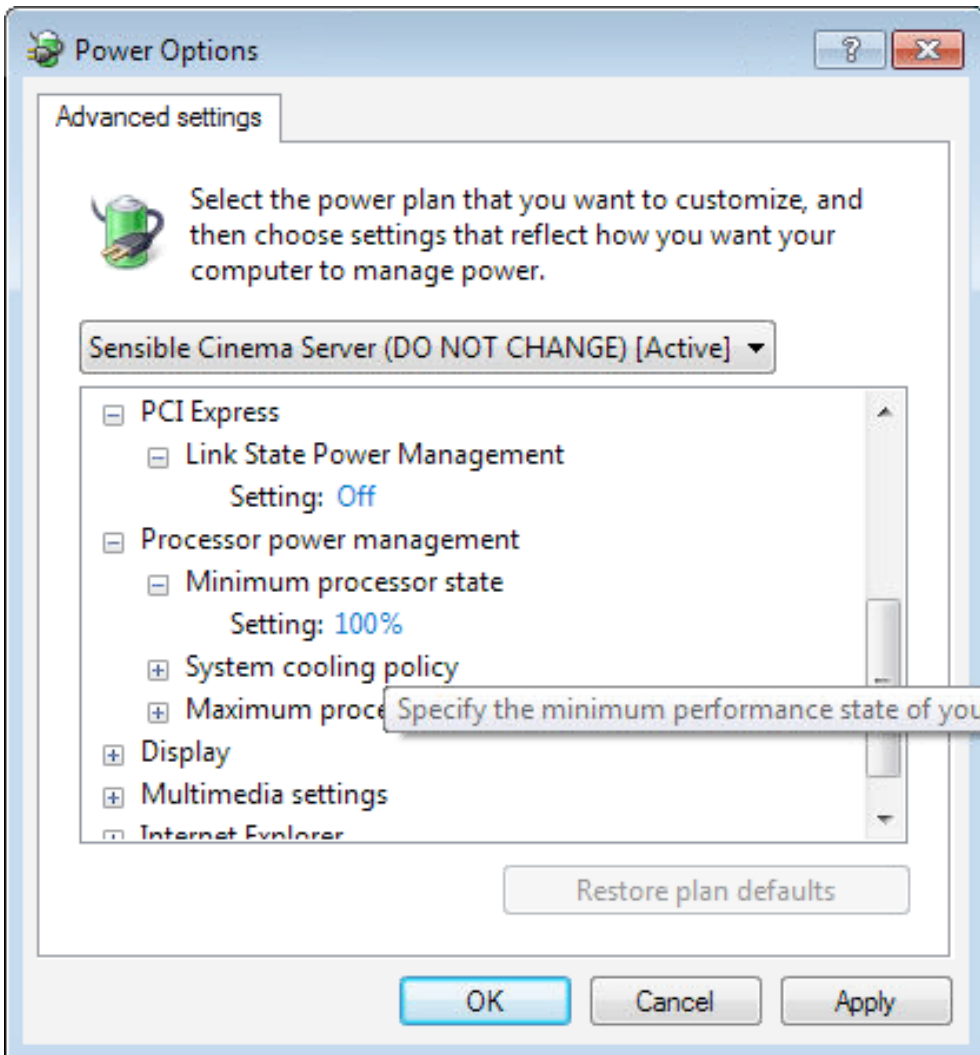 Power Options
Advanced settings
Select the power plan that you want to customize, and
then choose settings that reflect how you want your
computer to manage power.
Sensible Cinema Server (DO NOT CHANGE) [Active]
PCI Express
Link State Power Management
Setting: Off
Processor power management
Minimum processor state
Setting: 100%
System cooling policy
Maximum proce
Specify the minimum performance state of you
Display
Multimedia settings
Internet Explorer
Restore plan defaults
OK Cancel Apply